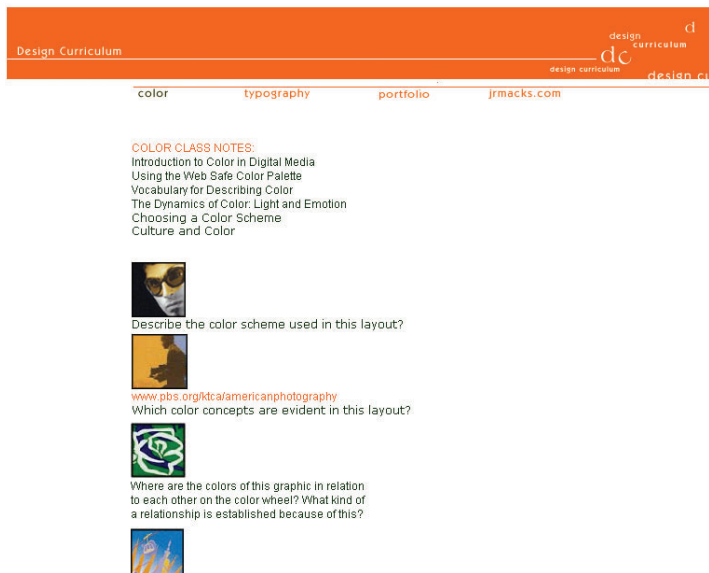 Design Curriculum
design
d
curriculum
dc
design curriculum
design cu
color typography portfolio jrmacks.com
COLOR CLASS NOTES:
Introduction to Color in Digital Media
Using the Web Safe Color Palette
Vocabulary for Describing Color
The Dynamics of Color: Light and Emotion
Choosing a Color Scheme
Culture and Color
Describe the color scheme used in this layout?
www.pbs.org/ktca/americanphotography
Which color concepts are evident in this layout?
Where are the colors of this graphic in relation
to each other on the color wheel? What kind of
a relationship is established because of this?